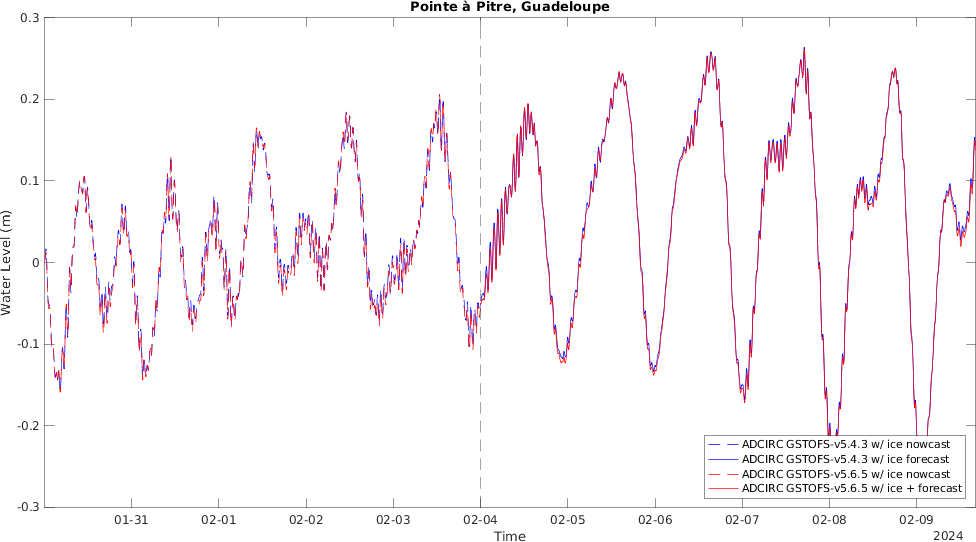 Pointe à Pitre, Guadeloupe
Water Level (m)
0.3
0.2
0.1
0
-0.1
-0.2
-0.3
ADCIRC GSTOFS-v5.4.3 w/ ice nowcast
ADCIRC GSTOFS-v5.4.3 w/ ice forecast
ADCIRC GSTOFS-v5.6.5 w/ ice nowcast
ADCIRC GSTOFS-v5.6.5 w/ ice + forecast
01-31 02-01 02-02 02-03 02-04 02-05 02-06 02-07 02-08 02-09
Time
2024